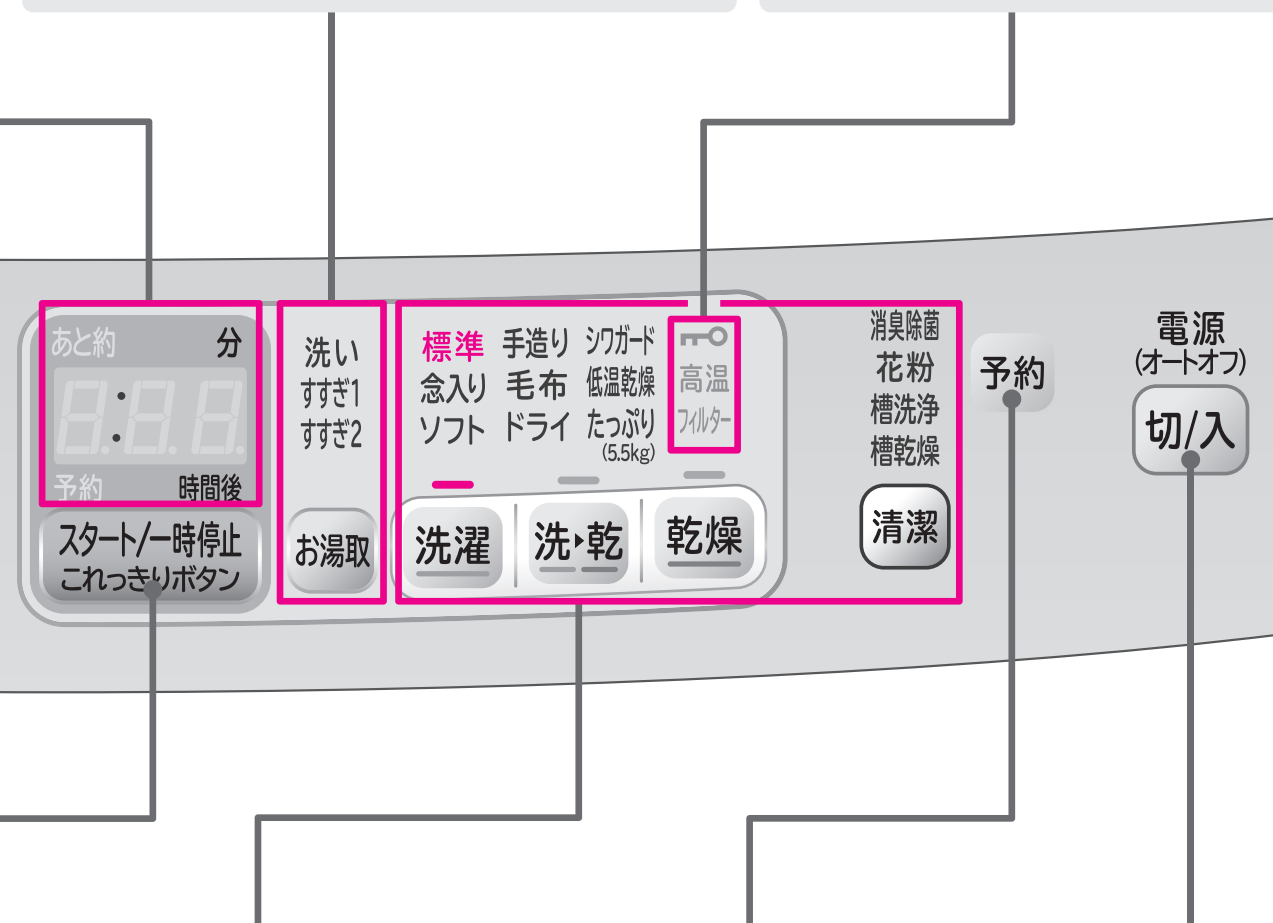 あと約 分
予約 時間後
スタート/一時停止
これっきりボタン
洗い
すすぎ1
すすぎ2
お湯取
標準 手造り シワガード
念入り 毛布 低温乾燥
ソフト ドライ たっぷり
(5.5kg)
高温
フィルター
洗濯 洗▸乾 乾燥
消臭除菌
花粉
槽洗浄
槽乾燥
清潔
予約
電源
(オートオフ)
切/入